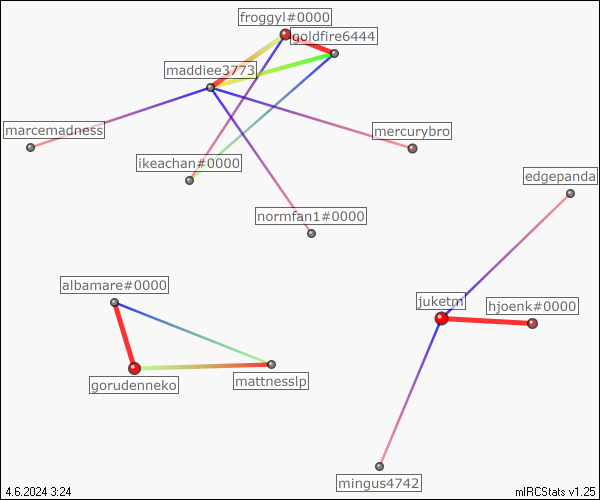 froggyl#0000
goldfire6444
maddiee3773
marcemadness
mercurybro
ikeachan#0000
edgepanda
normfan1#0000
albamare#0000
juketm
hjoenk#0000
gorudenneko
mattnesslp
mingus4742
4.6.2024 3:24
mIRCStats v1.25